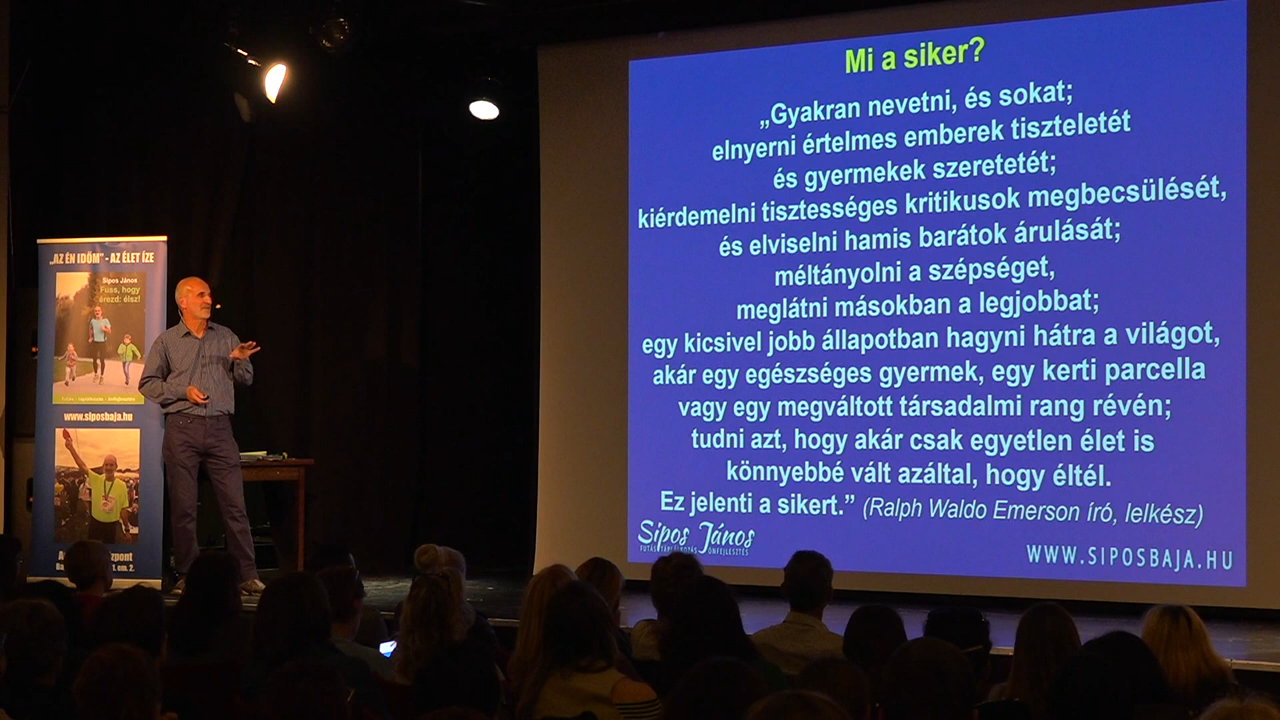 „AZ ÉN IDŐM" - AZ ÉLET ÍZE
Sipos János
Fuss, hogy
érezd: élsz!
www.siposbaja.hu
Mi a siker?
„Gyakran nevetni, és sokat;
elnyerni értelmes emberek tiszteletét
és gyermekek szeretetét;
kiérdemelni tisztességes kritikusok megbecsülését,
és elviselni hamis barátok árulását;
méltányolni a szépséget,
meglátni másokban a legjobbat;
egy kicsivel jobb állapotban hagyni hátra a világot,
akár egy egészséges gyermek, egy kerti parcella
vagy egy megváltott társadalmi rang révén;
tudni azt, hogy akár csak egyetlen élet is
könnyebbé vált azáltal, hogy éltél.
Ez jelenti a sikert.” (Ralph Waldo Emerson író, lelkész)
Sipos János
FUTÁS TÁPLÁLKOZÁS ÖNFEJLESZTÉS
WWW.SIPOSBAJA.HU